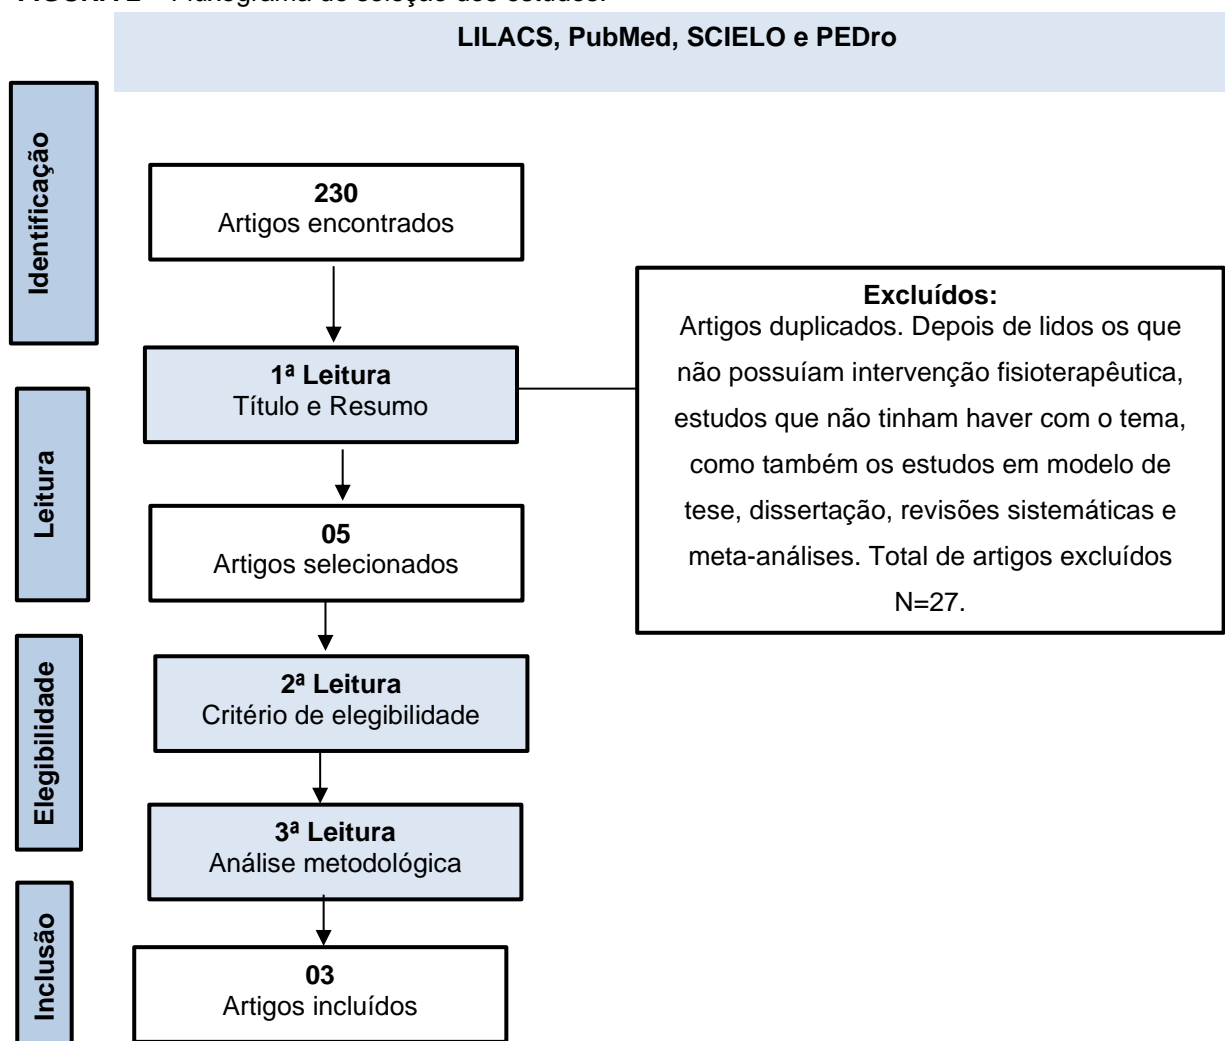 LILACS, PubMed, SCIELO e PEDro
Identificação
230
Artigos encontrados
1ª Leitura
Título e Resumo
Excluídos:
Artigos duplicados. Depois de lidos os que
não possuíam intervenção fisioterapêutica,
estudos que não tinham haver com o tema,
como também os estudos em modelo de
tese, dissertação, revisões sistemáticas e
meta-análises. Total de artigos excluídos
N=27.
Leitura
05
Artigos selecionados
Elegibilidade
2ª Leitura
Critério de elegibilidade
3ª Leitura
Análise metodológica
Inclusão
03
Artigos incluídos